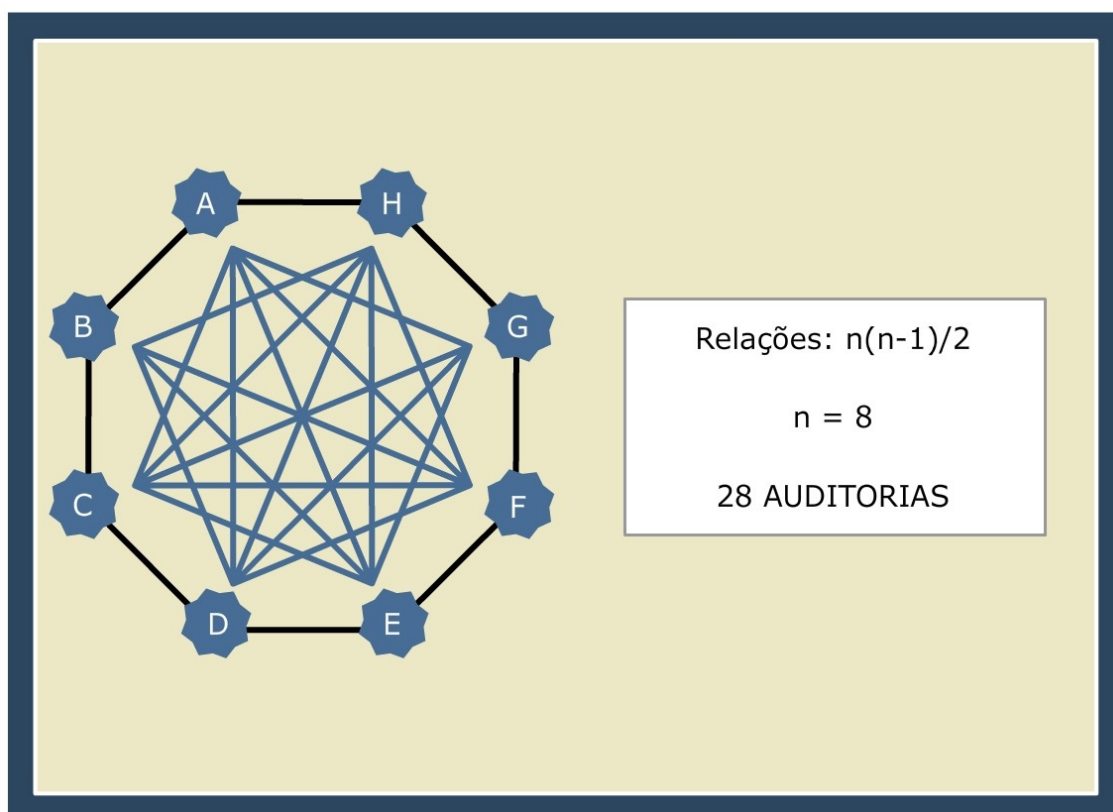 A
H
B
G
C
F
D
E
Relações: n(n-1)/2
n = 8
28 AUDITORIAS